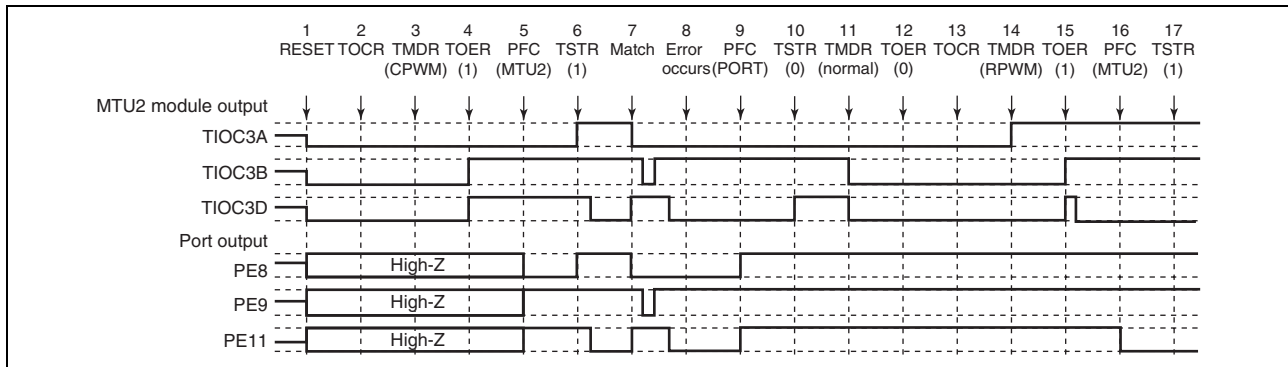 1 2 3 4 5 6 7 8 9 10 11 12 13 14 15 16 17
RESET TOCR TMDR TOER PFC TSTR Match Error PFC TSTR TMDR TOER TOCR TMDR TOER PFC TSTR
(CPWM) (1) (MTU2) (1) occurs (PORT) (0) (normal) (0) (RPWM) (1) (MTU2) (1)
MTU2 module output
TIOC3A
TIOC3B
TIOC3D
Port output
PE8 High-Z
PE9 High-Z
PE11 High-Z